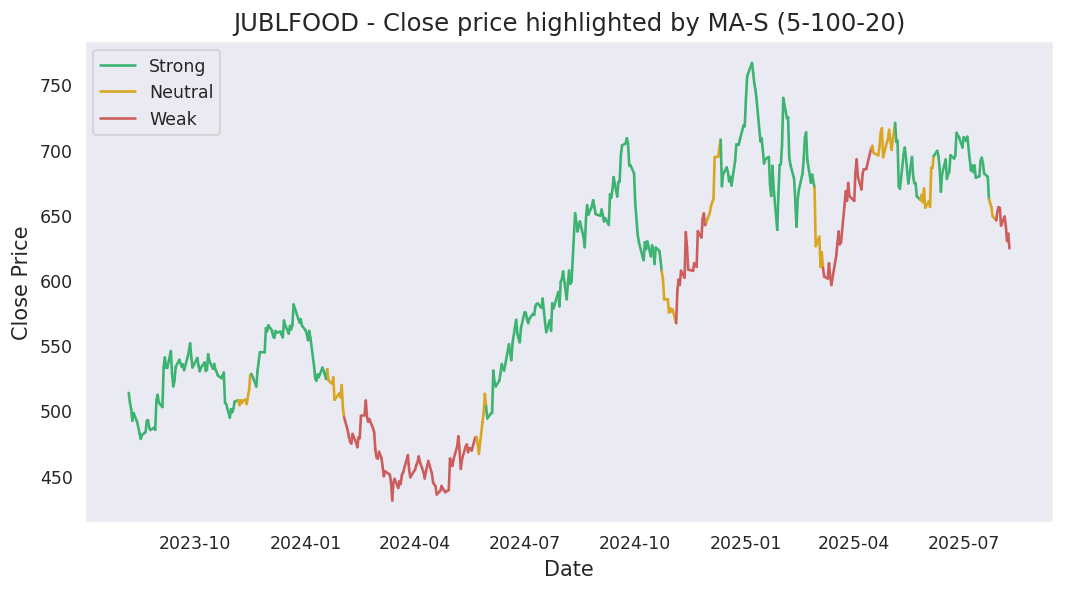 JUBLFOOD - Close price highlighted by MA-S (5-100-20)
Strong
Neutral
Weak
Close Price
750
700
650
600
550
500
450
2023-10
2024-01
2024-04
2024-07
2024-10
2025-01
2025-04
2025-07
Date